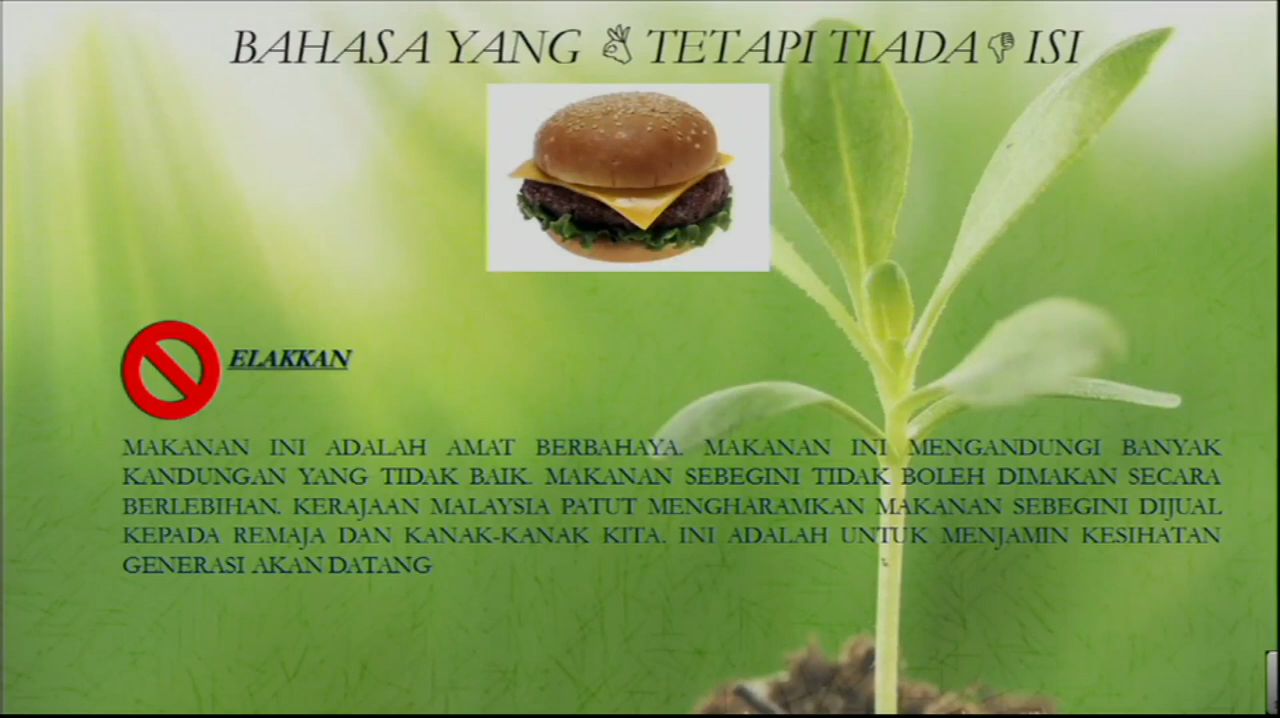 BAHASA YANG 👌 TETAPI TIADA 👎 ISI
ELAKKAN
MAKANAN INI ADALAH AMAT BERBAHAYA. MAKANAN INI MENGANDUNGI BANYAK
KANDUNGAN YANG TIDAK BAIK. MAKANAN SEBEGINI TIDAK BOLEH DIMAKAN SECARA
BERLEBIHAN. KERAJAAN MALAYSIA PATUT MENGHARAMKAN MAKANAN SEBEGINI DIJUAL
KEPADA REMAJA DAN KANAK-KANAK KITA. INI ADALAH UNTUK MENJAMIN KESIHATAN
GENERASI AKAN DATANG